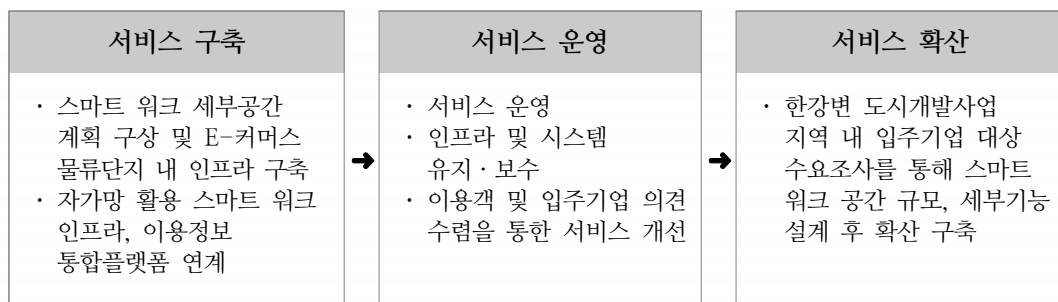 서비스 구축
· 스마트 워크 세부공간
계획 구상 및 E-커머스
물류단지 내 인프라 구축
· 자가망 활용 스마트 워크
인프라, 이용정보
통합플랫폼 연계
서비스 운영
· 서비스 운영
· 인프라 및 시스템
유지·보수
· 이용객 및 입주기업 의견
수렴을 통한 서비스 개선
서비스 확산
· 한강변 도시개발사업
지역 내 입주기업 대상
수요조사를 통해 스마트
워크 공간 규모, 세부기능
설계 후 확산 구축